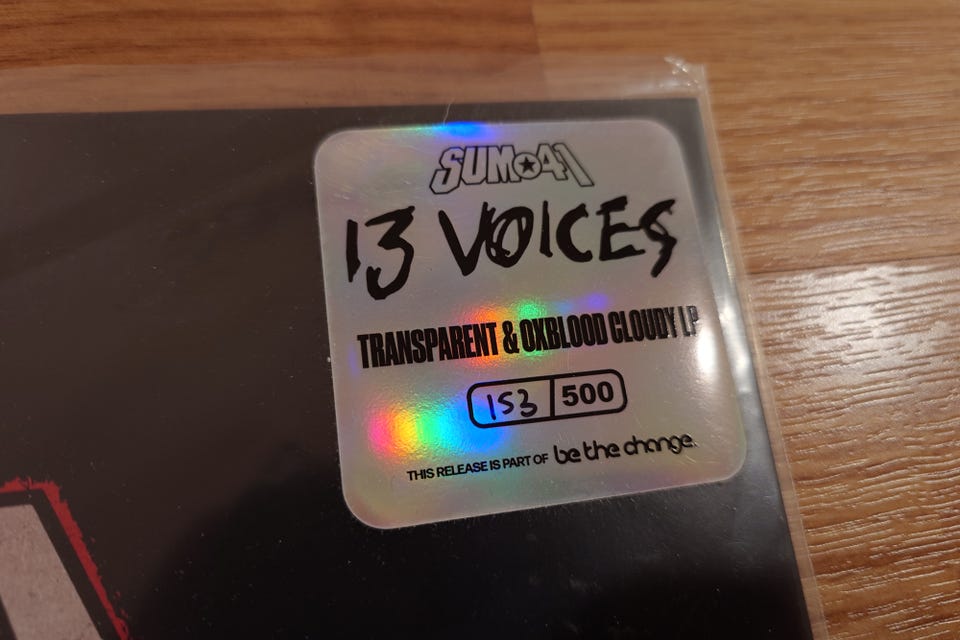 SUM 41
13 VOICES
TRANSPARENT & OXBLOOD CLOUDY LP
153/500
THIS RELEASE IS PART OF be the change.